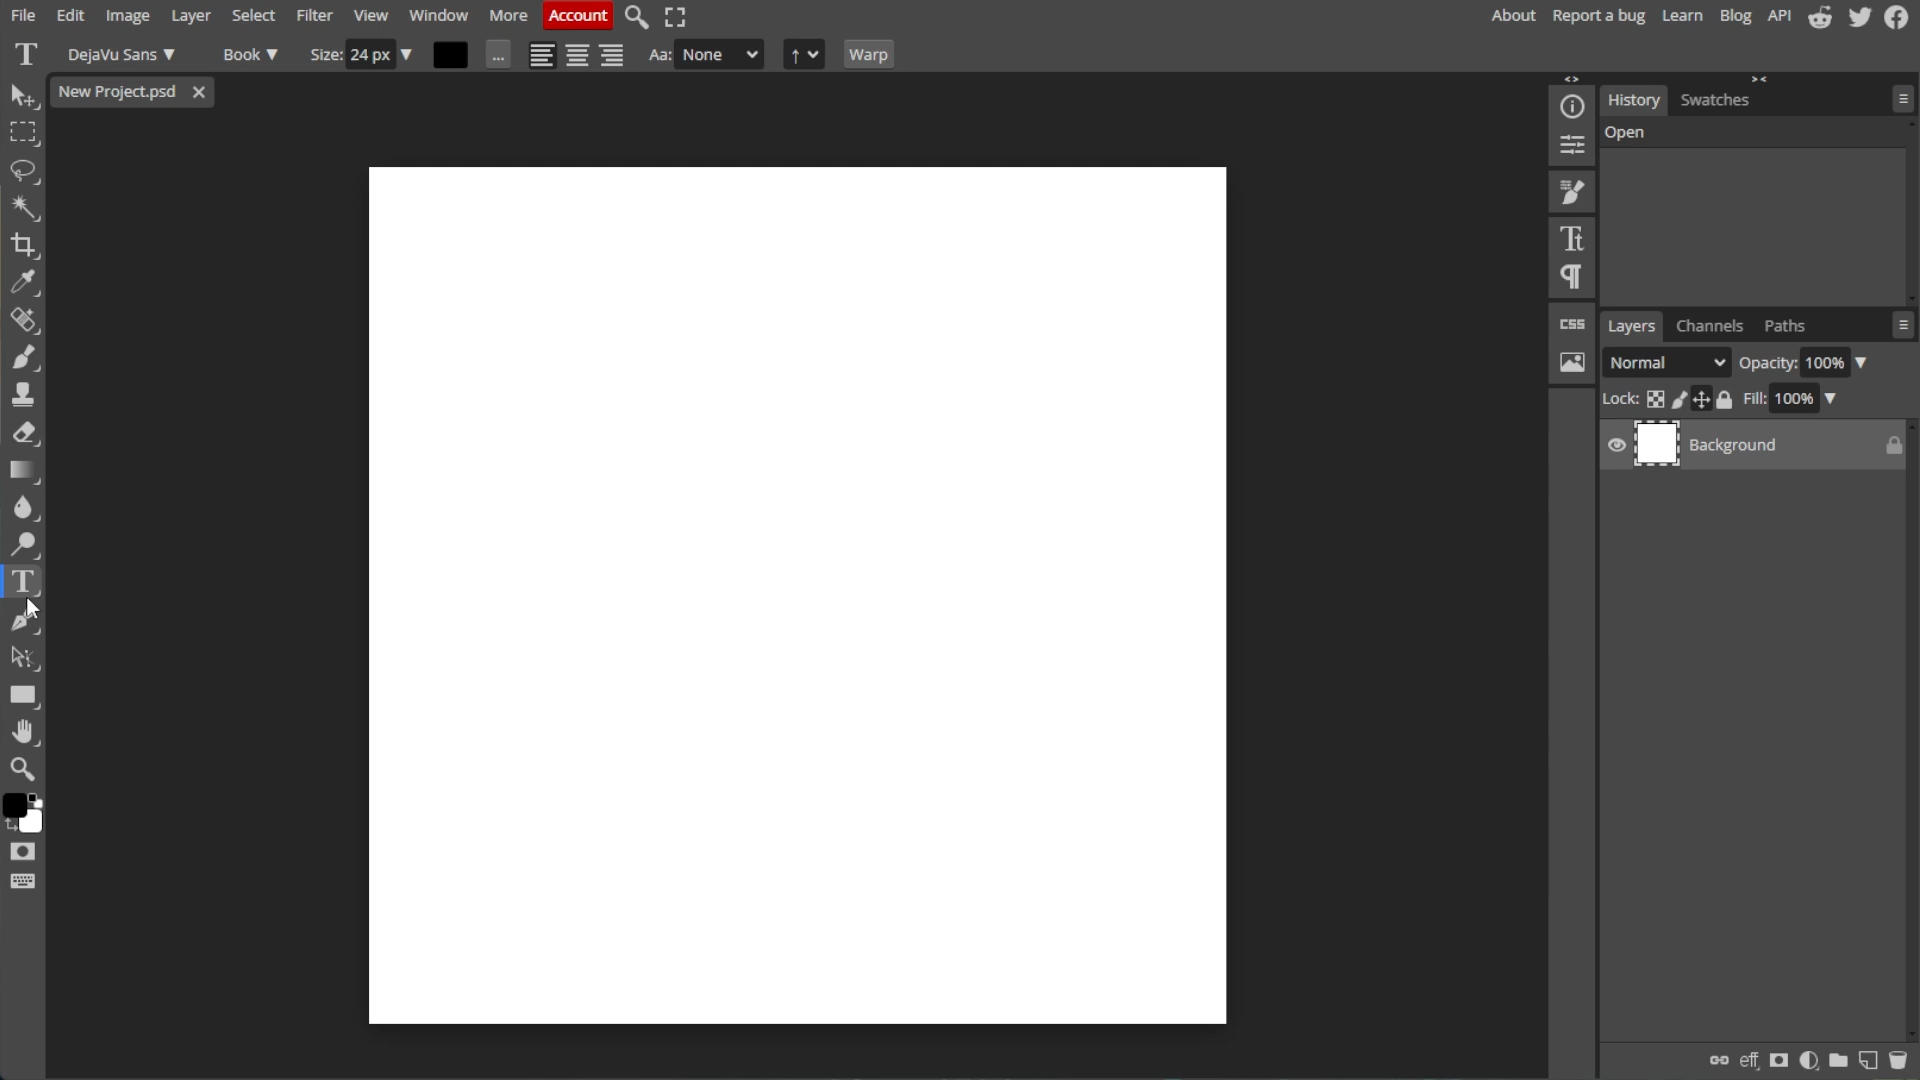 File Edit Image Layer Select Filter View Window More Account About Report a bug Learn Blog API
T DejaVu Sans ▼ Book ▼ Size: 24 px ▼ ... Aa: None ↑ Warp
New Project.psd ×
History Swatches
Open
Tt
¶
CSS
Layers Channels Paths
Normal Opacity: 100% ▼
Lock: Fill: 100% ▼
Background
T
eff